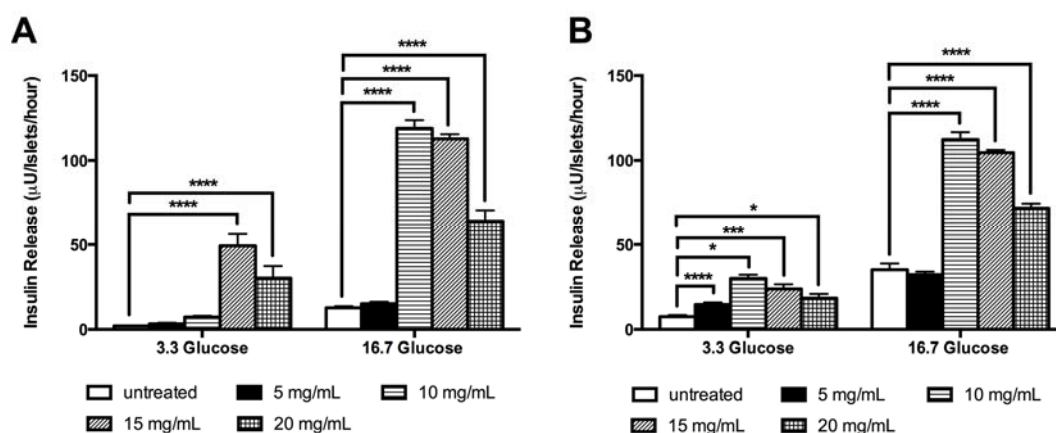 A
Insulin Release (µU/Islets/hour)
150
100
50
0
****
****
****
****
****
3.3 Glucose
16.7 Glucose
untreated
5 mg/mL
10 mg/mL
15 mg/mL
20 mg/mL
B
Insulin Release (µU/Islets/hour)
150
100
50
0
*
***
*
****
****
****
****
3.3 Glucose
16.7 Glucose
untreated
5 mg/mL
10 mg/mL
15 mg/mL
20 mg/mL